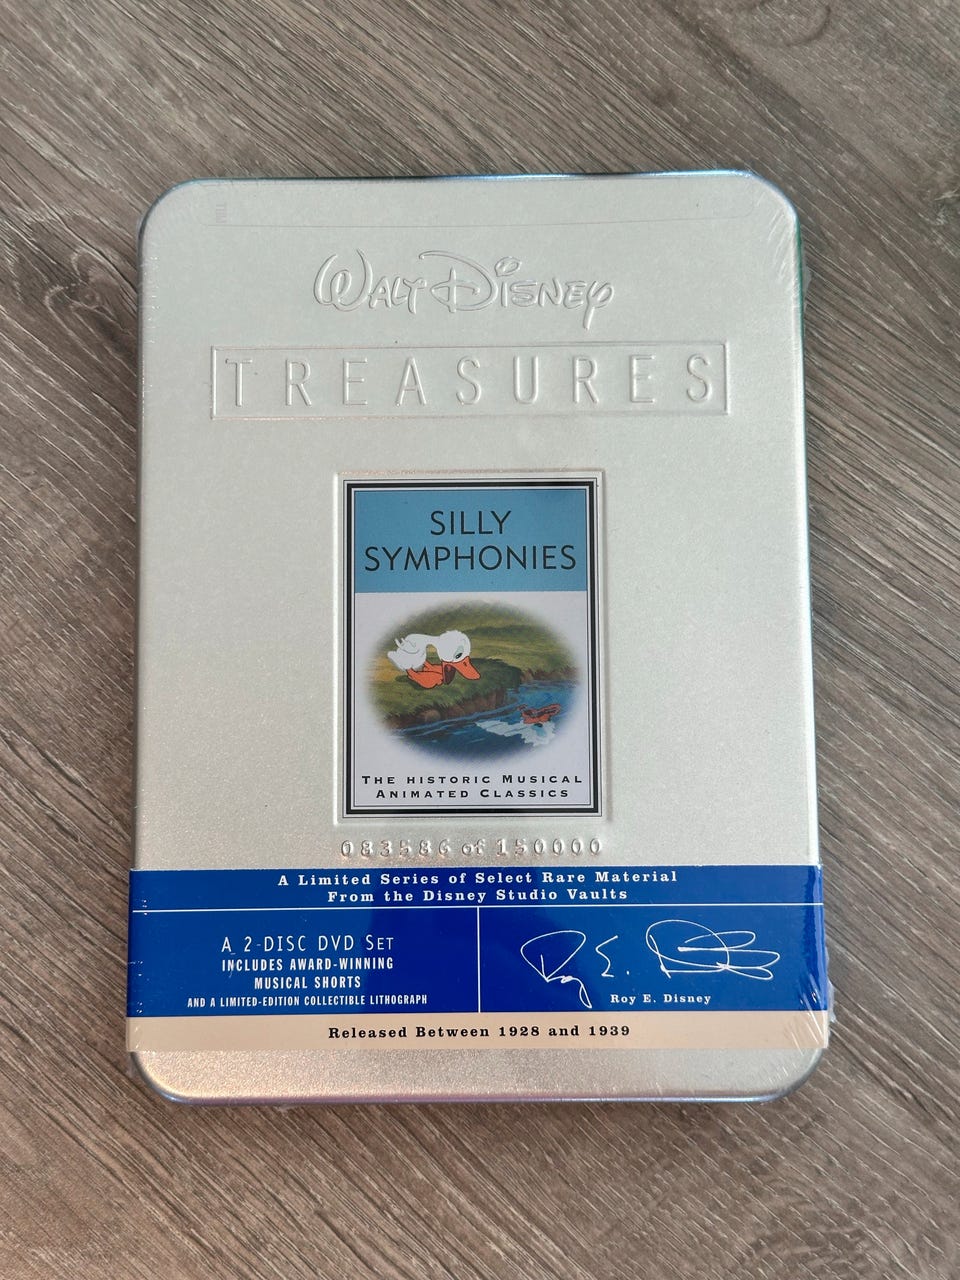 Walt Disney
TREASURES
SILLY
SYMPHONIES
THE HISTORIC MUSICAL
ANIMATED CLASSICS
083586 of 150000
A Limited Series of Select Rare Material
From the Disney Studio Vaults
A 2-DISC DVD SET
INCLUDES AWARD-WINNING
MUSICAL SHORTS
AND A LIMITED-EDITION COLLECTIBLE LITHOGRAPH
Roy E. Disney
Roy E. Disney
Released Between 1928 and 1939